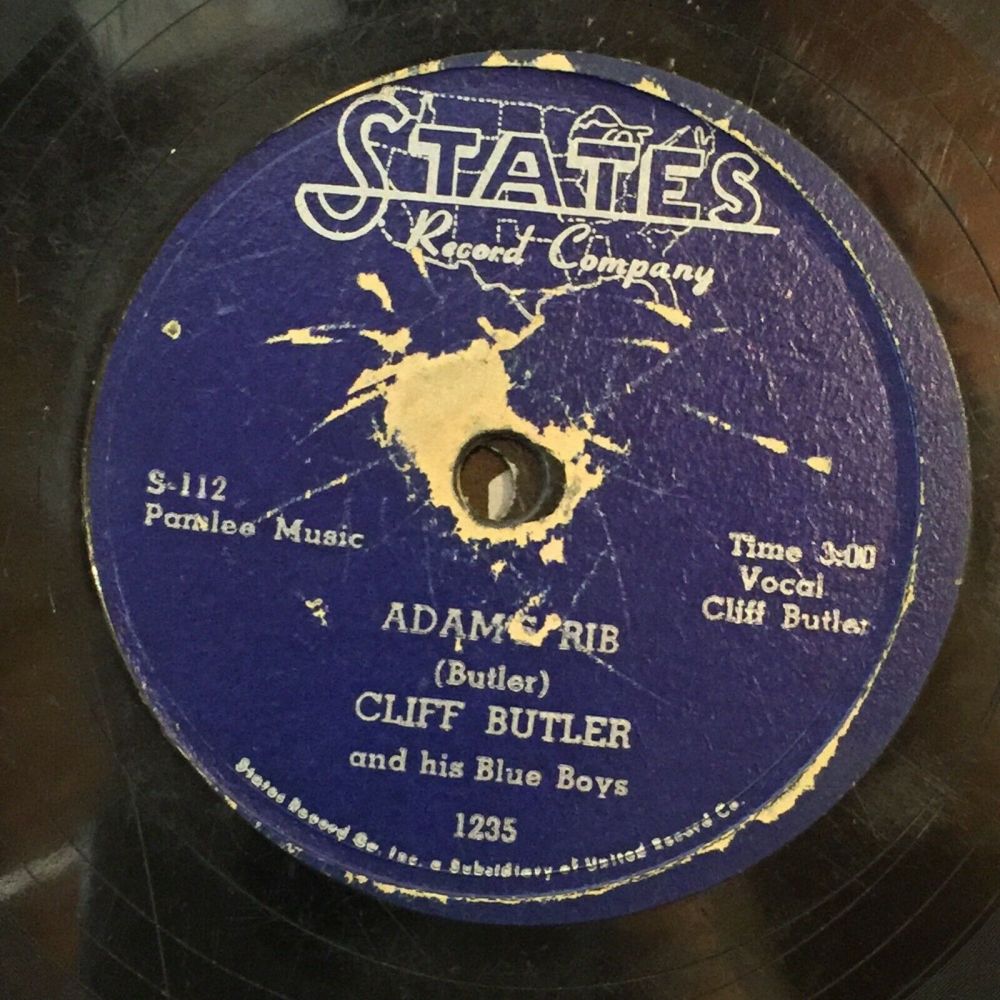 STATES
Record Company
S-112
Pamlee Music
Time 3:00
Vocal
Cliff Butler
ADAM'S RIB
(Butler)
CLIFF BUTLER
and his Blue Boys
1235
States Record Co. Inc. a Subsidiary of United Record Co.